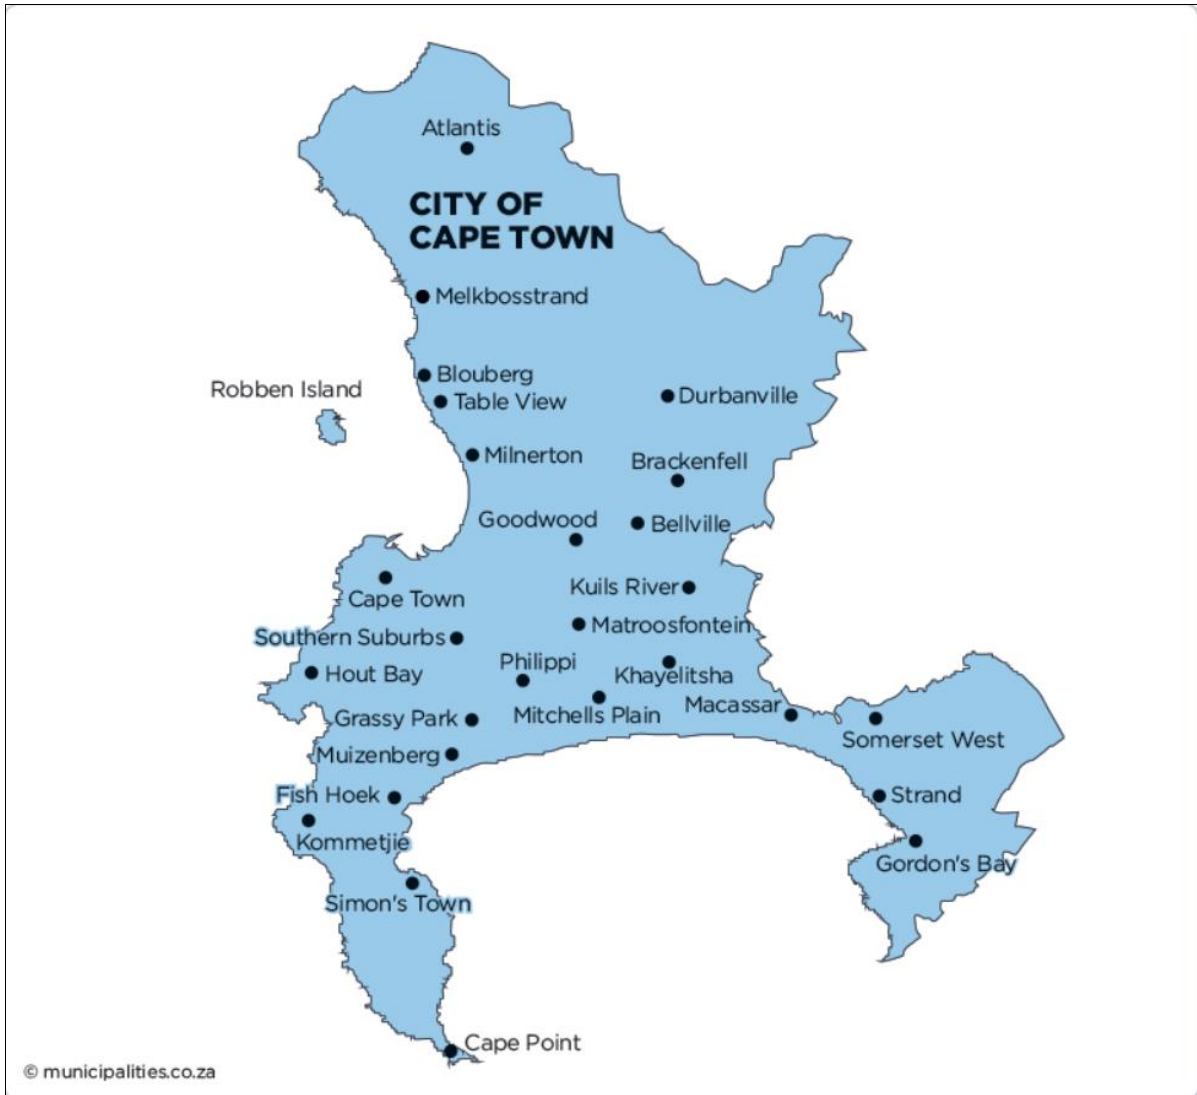 Atlantis
CITY OF
CAPE TOWN
Melkbosstrand
Blouberg
Robben Island
Durbanville
Table View
Milnerton
Brackenfell
Goodwood
Bellville
Kuils River
Cape Town
Matroosfontein
Southern Suburbs
Philippi
Hout Bay
Khayelitsha
Macassar
Mitchells Plain
Grassy Park
Somerset West
Muizenberg
Fish Hoek
Strand
Kommetjie
Gordon's Bay
Simon's Town
Cape Point
© municipalities.co.za